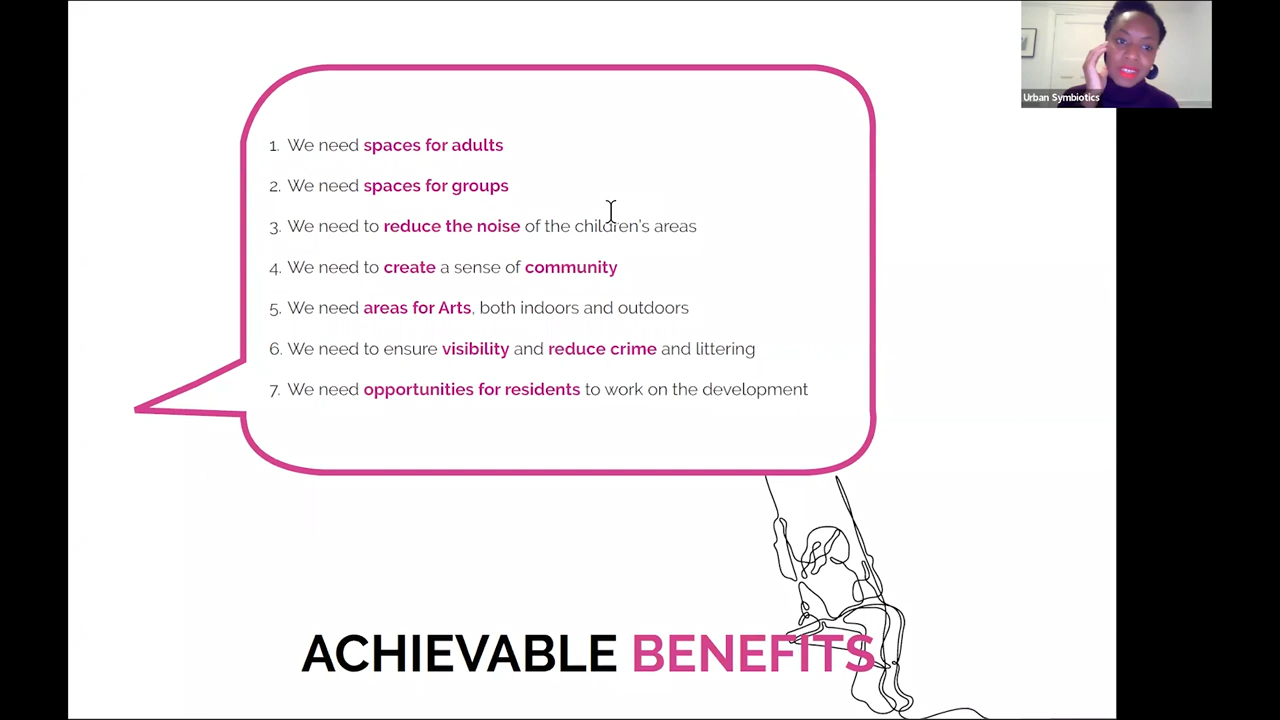 Urban Symbiotics
1. We need spaces for adults
2. We need spaces for groups
3. We need to reduce the noise of the children's areas
4. We need to create a sense of community
5. We need areas for Arts, both indoors and outdoors
6. We need to ensure visibility and reduce crime and littering
7. We need opportunities for residents to work on the development
ACHIEVABLE BENEFITS